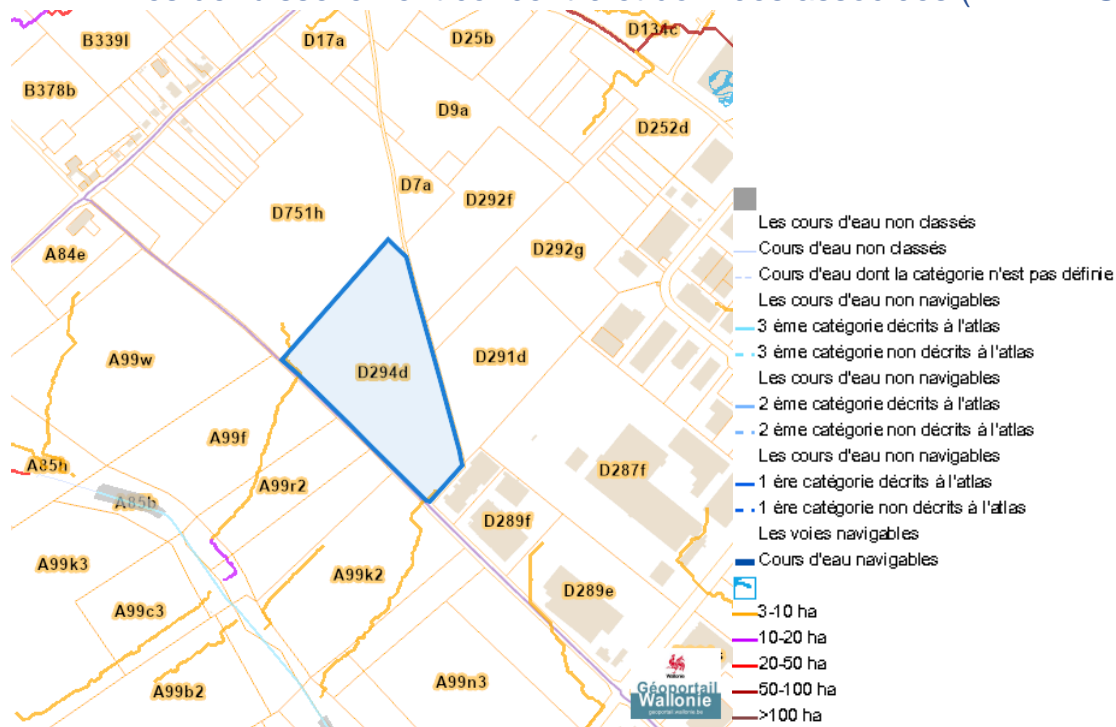 B339l
D17a
D25b
D134c
B378b
D9a
D252d
D7a
D292f
D751h
A84e
D292g
A99w
D294d
D291d
A99f
A85h
A99r2
D287f
A85b
D289f
A99k3
A99k2
D289e
A99c3
A99b2
A99n3
Wallonie
Géoportail
Wallonie
geoportail.wallonie.be
Les cours d'eau non classés
Cours d'eau non classés
Cours d'eau dont la catégorie n'est pas définie
Les cours d'eau non navigables
3 ème catégorie décrits à l'atlas
3 ème catégorie non décrits à l'atlas
Les cours d'eau non navigables
2 ème catégorie décrits à l'atlas
2 ème catégorie non décrits à l'atlas
Les cours d'eau non navigables
1 ère catégorie décrits à l'atlas
1 ère catégorie non décrits à l'atlas
Les voies navigables
Cours d'eau navigables
3-10 ha
10-20 ha
20-50 ha
50-100 ha
>100 ha